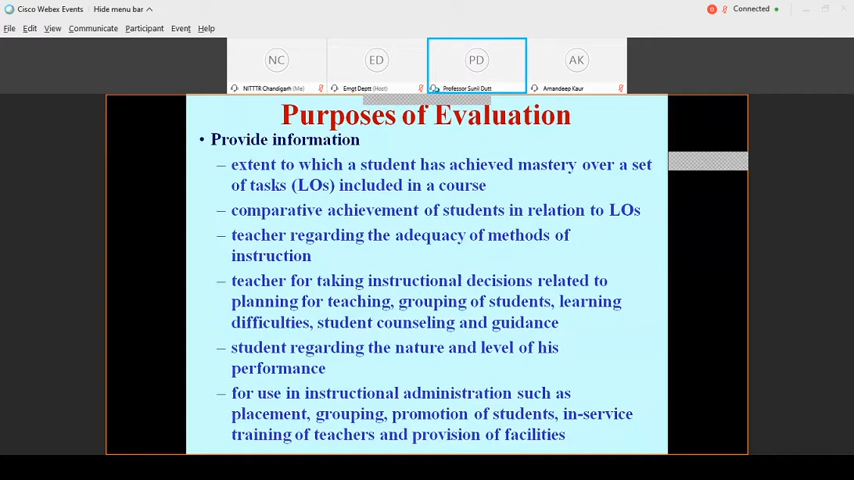 Cisco Webex Events Hide menu bar Connected
File Edit View Communicate Participant Event Help
NC ED PD AK
NITTTR Chandigarh (Me) Emgt Deptt (Host) Professor Sunil Dutt Amandeep Kaur
Purposes of Evaluation
• Provide information
– extent to which a student has achieved mastery over a set
of tasks (LOs) included in a course
– comparative achievement of students in relation to LOs
– teacher regarding the adequacy of methods of
instruction
– teacher for taking instructional decisions related to
planning for teaching, grouping of students, learning
difficulties, student counseling and guidance
– student regarding the nature and level of his
performance
– for use in instructional administration such as
placement, grouping, promotion of students, in-service
training of teachers and provision of facilities